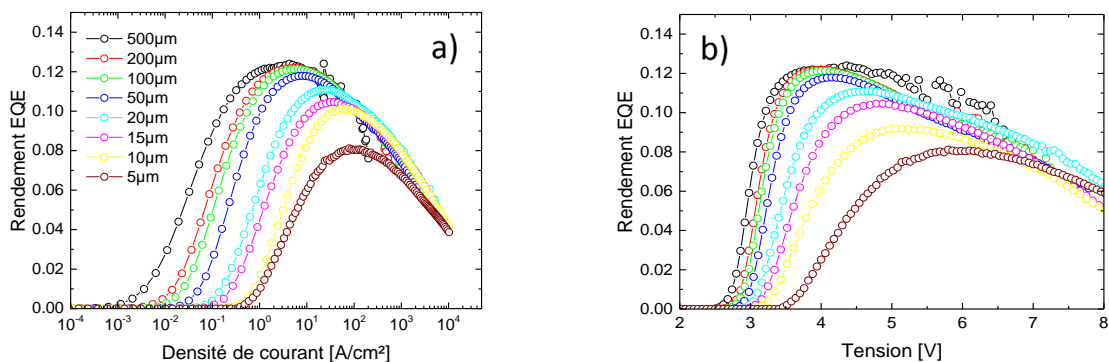 a)
0.14
0.12
0.10
0.08
0.06
0.04
0.02
0.00
Rendement EQE
500µm
200µm
100µm
50µm
20µm
15µm
10µm
5µm
10⁻⁴ 10⁻³ 10⁻² 10⁻¹ 10⁰ 10¹ 10² 10³ 10⁴
Densité de courant [A/cm²]
b)
0.14
0.12
0.10
0.08
0.06
0.04
0.02
0.00
Rendement EQE
2 3 4 5 6 7 8
Tension [V]